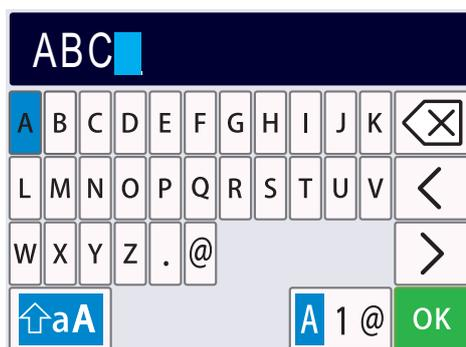 ABC
A B C D E F G H I J K
L M N O P Q R S T U V
W X Y Z . @
aA A 1 @ OK